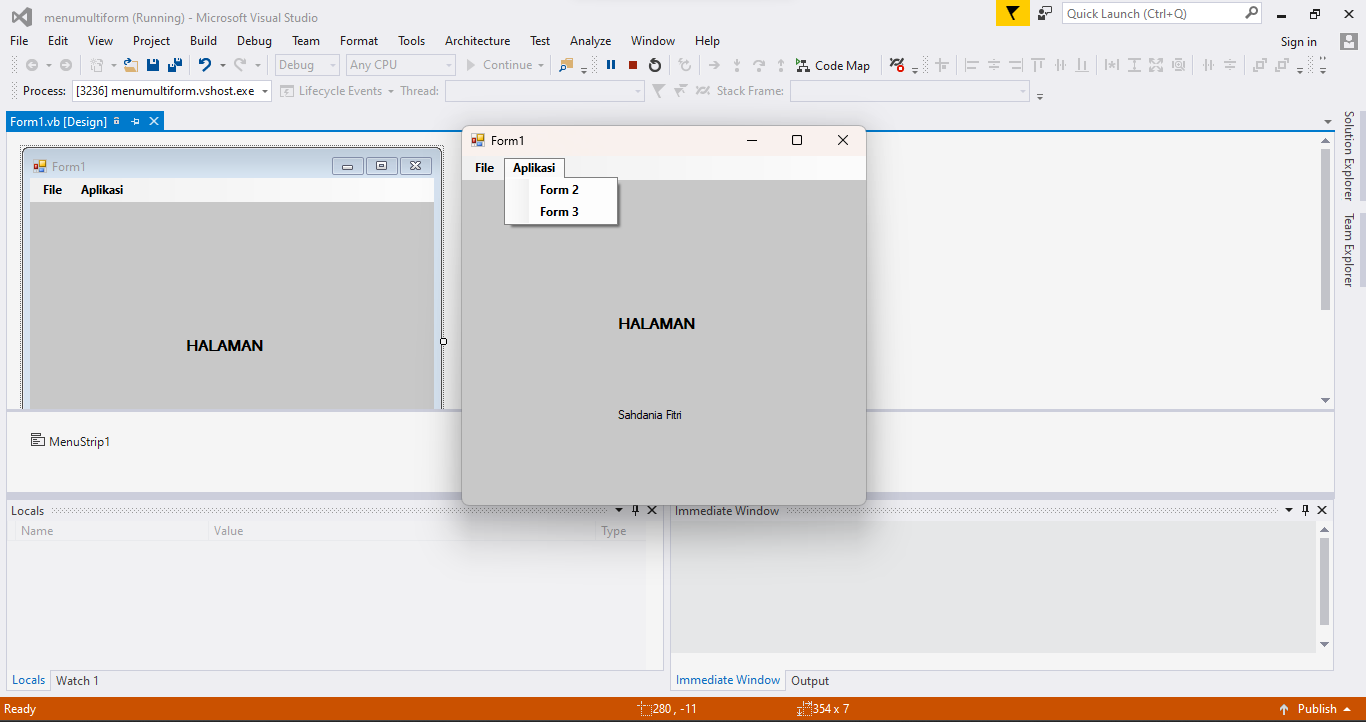 menumultiform (Running) - Microsoft Visual Studio
Quick Launch (Ctrl+Q)
File Edit View Project Build Debug Team Format Tools Architecture Test Analyze Window Help
Sign in
Debug Any CPU Continue Code Map
Process: [3236] menumultiform.vshost.exe Lifecycle Events Thread: Stack Frame:
Form1.vb [Design]
Form1
File Aplikasi
HALAMAN
Form1
File Aplikasi
Form 2
Form 3
HALAMAN
Sahdania Fitri
Solution Explorer
Team Explorer
MenuStrip1
Locals
Name Value Type
Locals Watch 1
Immediate Window
Immediate Window Output
Ready 280 , -11 354 x 7 Publish